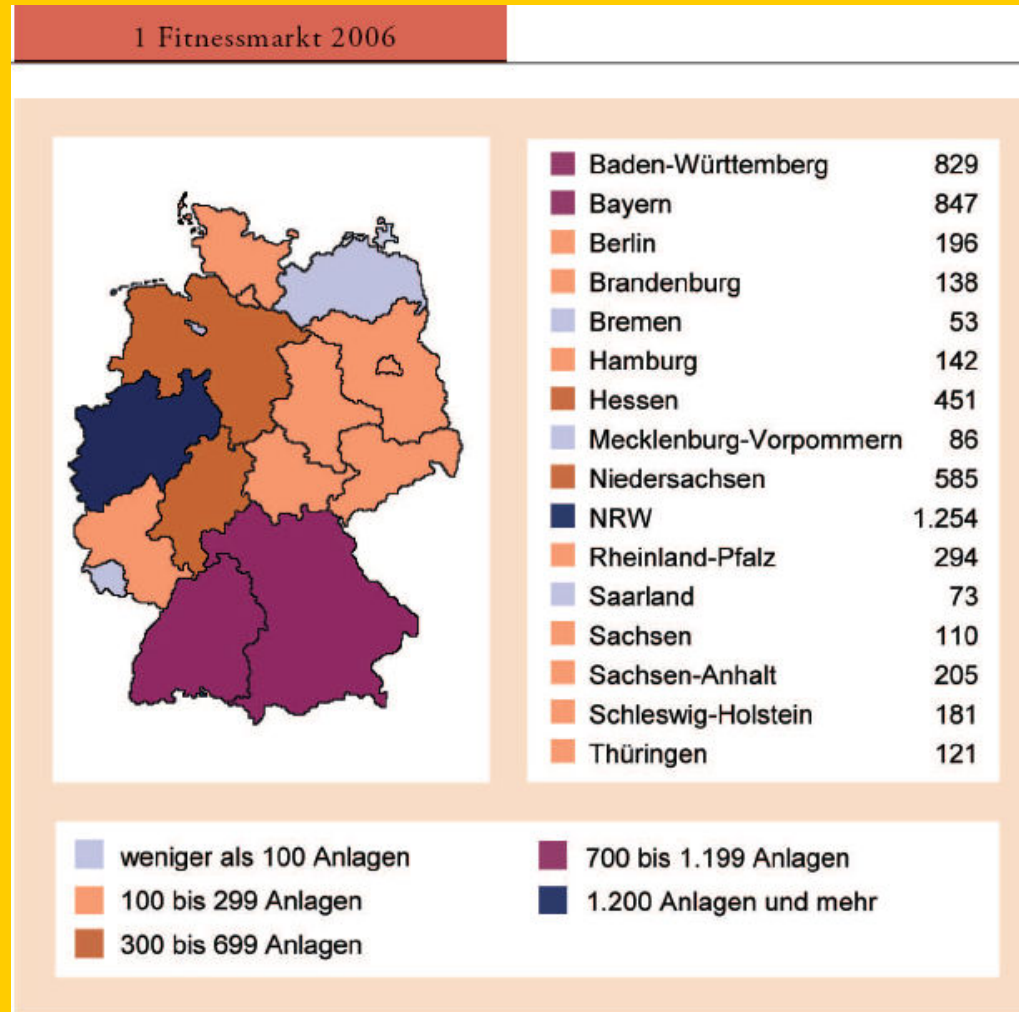 1 Fitnessmarkt 2006
Baden-Württemberg 829
Bayern 847
Berlin 196
Brandenburg 138
Bremen 53
Hamburg 142
Hessen 451
Mecklenburg-Vorpommern 86
Niedersachsen 585
NRW 1.254
Rheinland-Pfalz 294
Saarland 73
Sachsen 110
Sachsen-Anhalt 205
Schleswig-Holstein 181
Thüringen 121
weniger als 100 Anlagen
100 bis 299 Anlagen
300 bis 699 Anlagen
700 bis 1.199 Anlagen
1.200 Anlagen und mehr